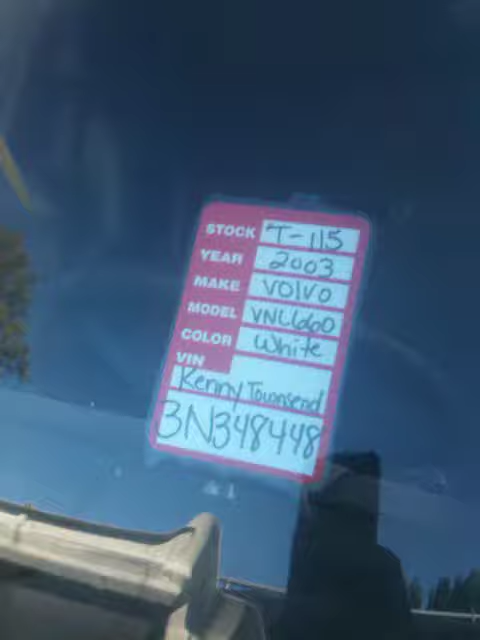 STOCK T-115
YEAR 2003
MAKE VOLVO
MODEL VNL660
COLOR White
VIN
Kenny Townsend
3N348448